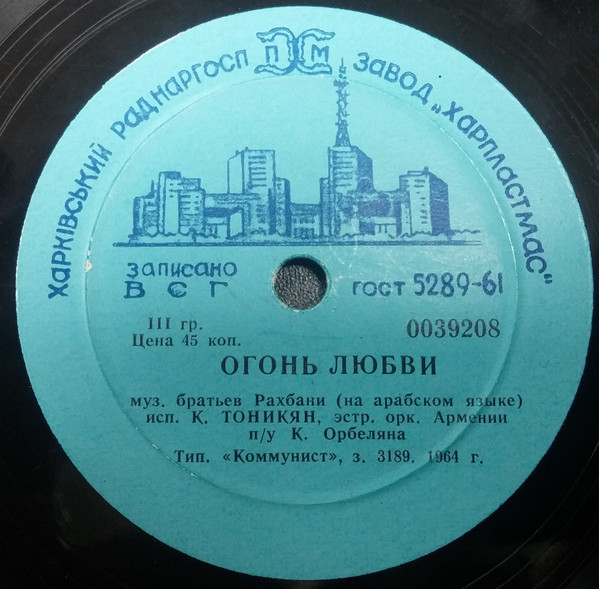 ХАРКІВСЬКИЙ РАДНАРГОСП ПМ ЗАВОД „ХАРПЛАСТМАС"
ЗАПИСАНО
ВСГ
ГОСТ 5289-61
III гр.
Цена 45 коп.
0039208
ОГОНЬ ЛЮБВИ
муз. братьев Рахбани (на арабском языке)
исп. К. ТОНИКЯН, эстр. орк. Армении
п/у К. Орбеляна
Тип. «Коммунист», з. 3189. 1964 г.